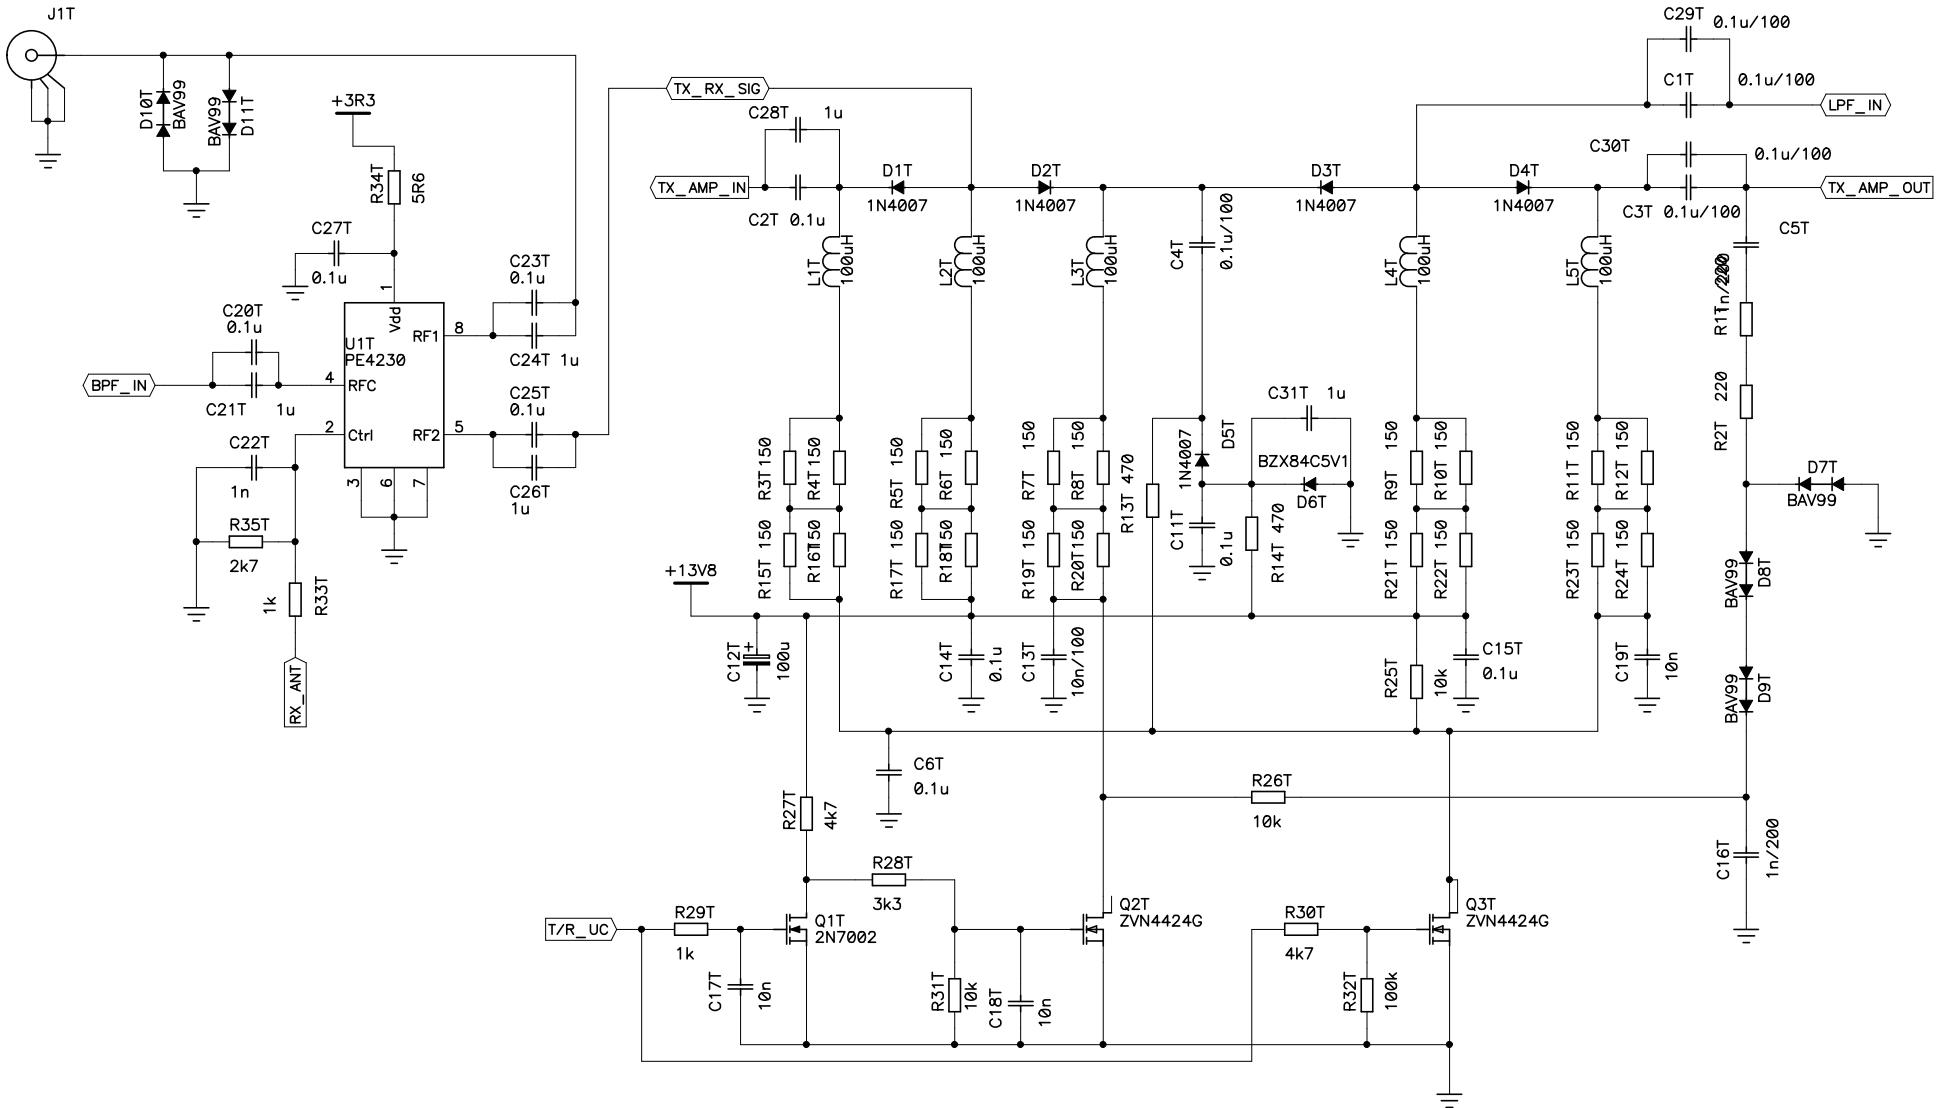 J1T
D10T
BAV99
BAV99
D11T
+3R3
R34T
5R6
C27T
0.1u
1
Vdd
U1T
PE4230
RF1
8
RFC
4
Ctrl
2
RF2
5
3
6
7
C23T
0.1u
C24T 1u
C25T
0.1u
C26T
1u
C20T
0.1u
BPF_IN
C21T
1u
C22T
1n
R35T
2k7
1k
R33T
RX_ANT
TX_RX_SIG
C28T
1u
TX_AMP_IN
C2T 0.1u
D1T
1N4007
D2T
1N4007
D3T
1N4007
D4T
1N4007
C29T
0.1u/100
C1T
0.1u/100
LPF_IN
C30T
0.1u/100
TX_AMP_OUT
C3T 0.1u/100
C5T
1n/200
R1T
220
R2T
L1T
100uH
L2T
100uH
L3T
100uH
C4T
0.1u/100
L4T
100uH
L5T
100uH
R3T 150
R4T 150
R5T 150
R6T 150
R7T 150
R8T 150
R13T 470
1N4007
D5T
C31T
1u
BZX84C5V1
D6T
R9T 150
R10T 150
R11T 150
R12T 150
D7T
BAV99
R15T 150
R16T 150
R17T 150
R18T 150
R19T 150
R20T 150
C11T
0.1u
R14T 470
R21T 150
R22T 150
R23T 150
R24T 150
BAV99
D8T
+13V8
C12T
+
100u
C14T
0.1u
C13T
10n/100
R25T
10k
C15T
0.1u
C19T
10n
BAV99
D9T
C6T
0.1u
R27T
4k7
R26T
10k
C16T
1n/200
R28T
3k3
T/R_UC
R29T
1k
Q1T
2N7002
Q2T
ZVN4424G
R30T
4k7
Q3T
ZVN4424G
C17T
10n
R31T
10k
C18T
10n
R32T
100k